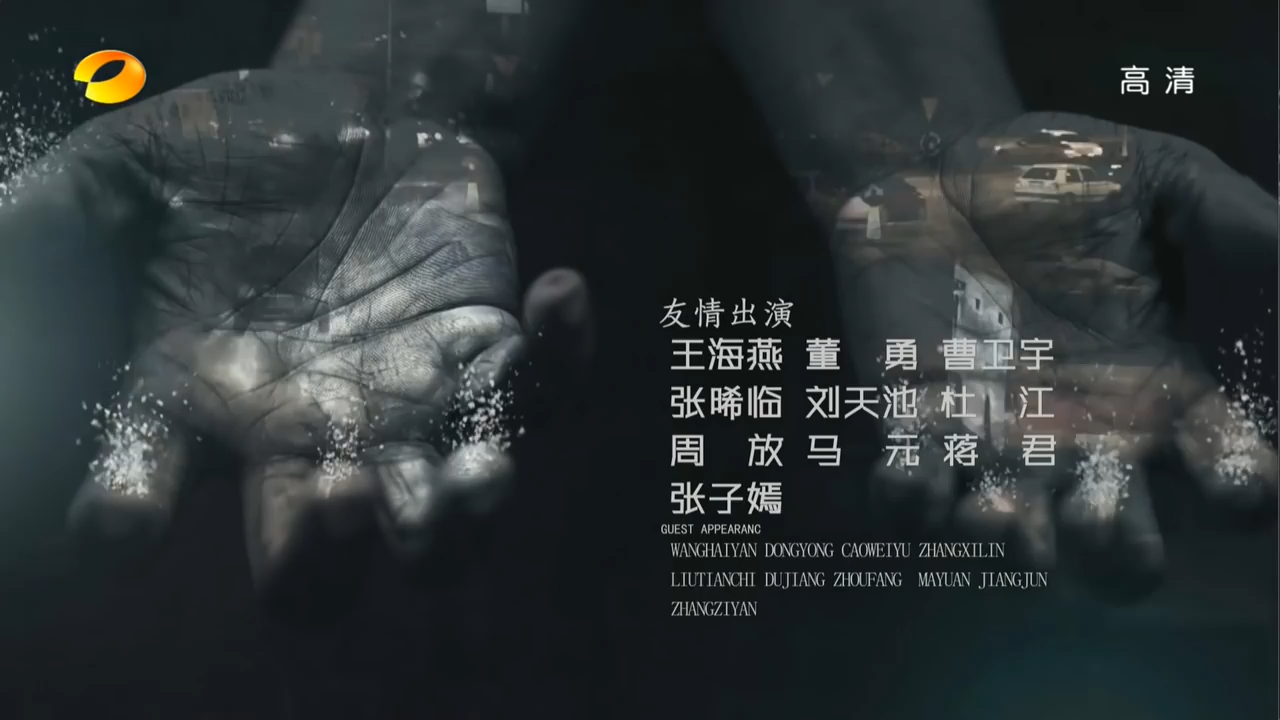 高清
友情出演
王海燕 董 勇 曹卫宇
张晞临 刘天池 杜 江
周 放 马 元 蒋 君
张子嫣
GUEST APPEARANC
WANGHAIYAN DONGYONG CAOWEIYU ZHANGXILIN
LIUTIANCHI DUJIANG ZHOUFANG MAYUAN JIANGJUN
ZHANGZIYAN